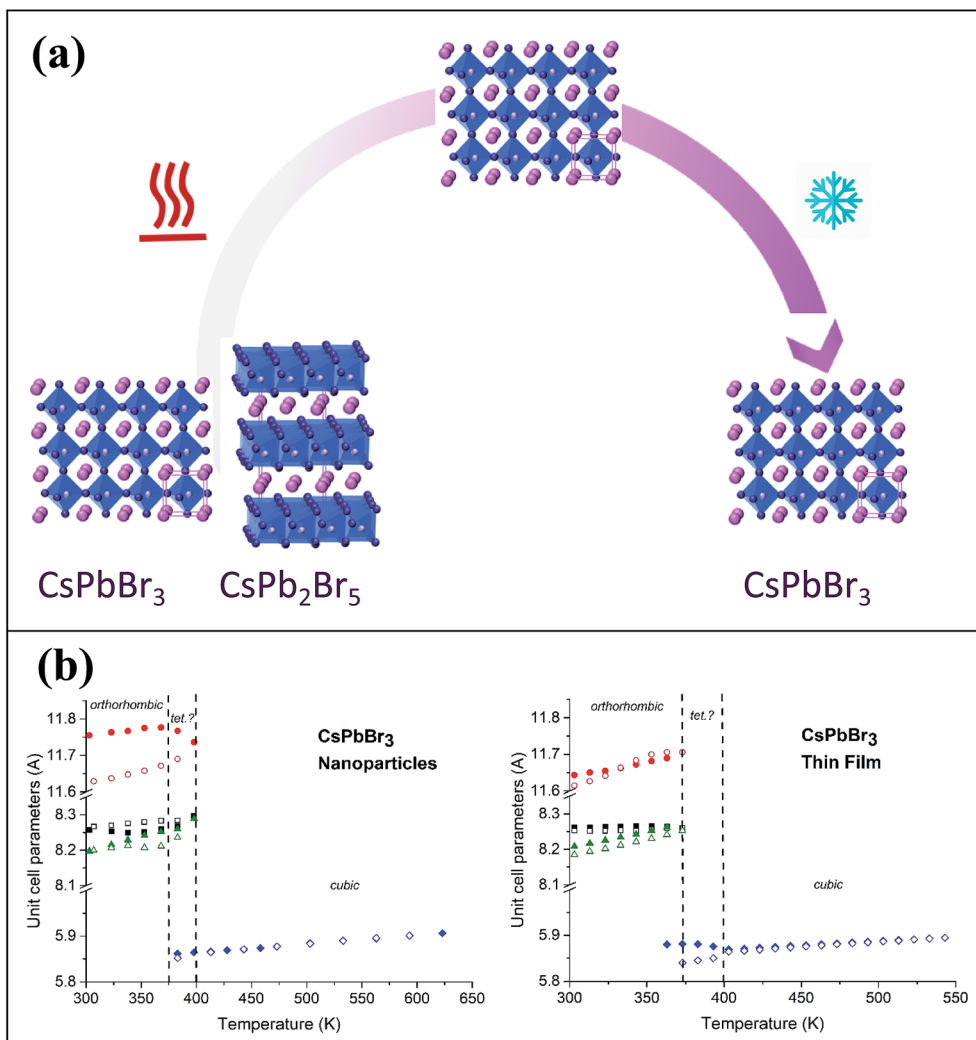 (a)
CsPbBr₃
CsPb₂Br₅
CsPbBr₃
(b)
Unit cell parameters (A)
11.8
11.7
11.6
8.3
8.2
8.1
5.9
5.8
orthorhombic
tet.?
CsPbBr₃
Nanoparticles
cubic
300 350 400 450 500 550 600 650
Temperature (K)
Unit cell parameters (A)
11.8
11.7
11.6
8.3
8.2
8.1
5.9
5.8
orthorhombic
tet.?
CsPbBr₃
Thin Film
cubic
300 350 400 450 500 550
Temperature (K)